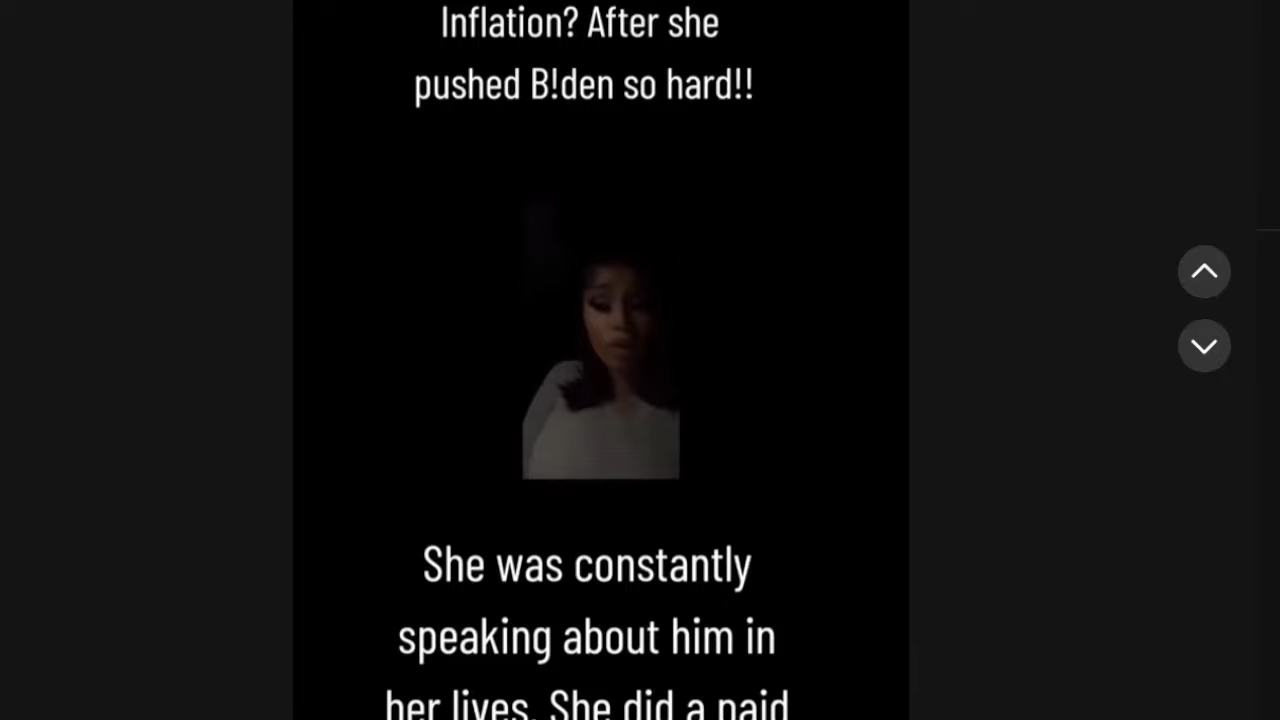 Inflation? After she
pushed B!den so hard!!
She was constantly
speaking about him in
her lives. She did a paid